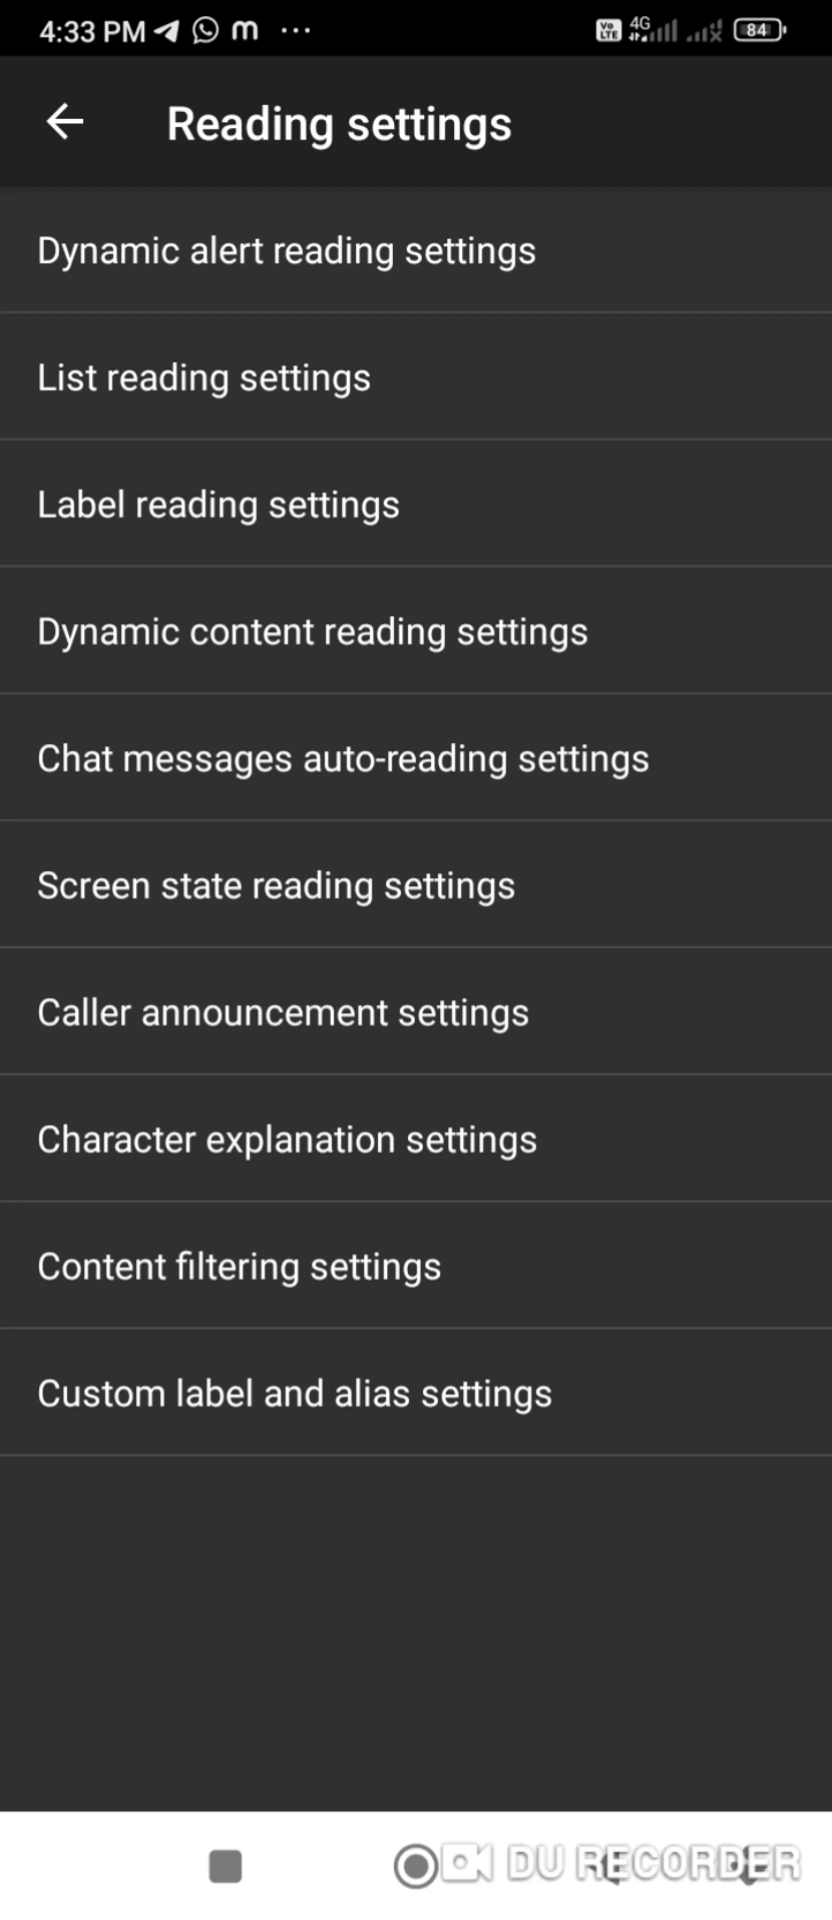 4:33 PM m ... Vo LTE 4G 84
Reading settings
Dynamic alert reading settings
List reading settings
Label reading settings
Dynamic content reading settings
Chat messages auto-reading settings
Screen state reading settings
Caller announcement settings
Character explanation settings
Content filtering settings
Custom label and alias settings
DU RECORDER